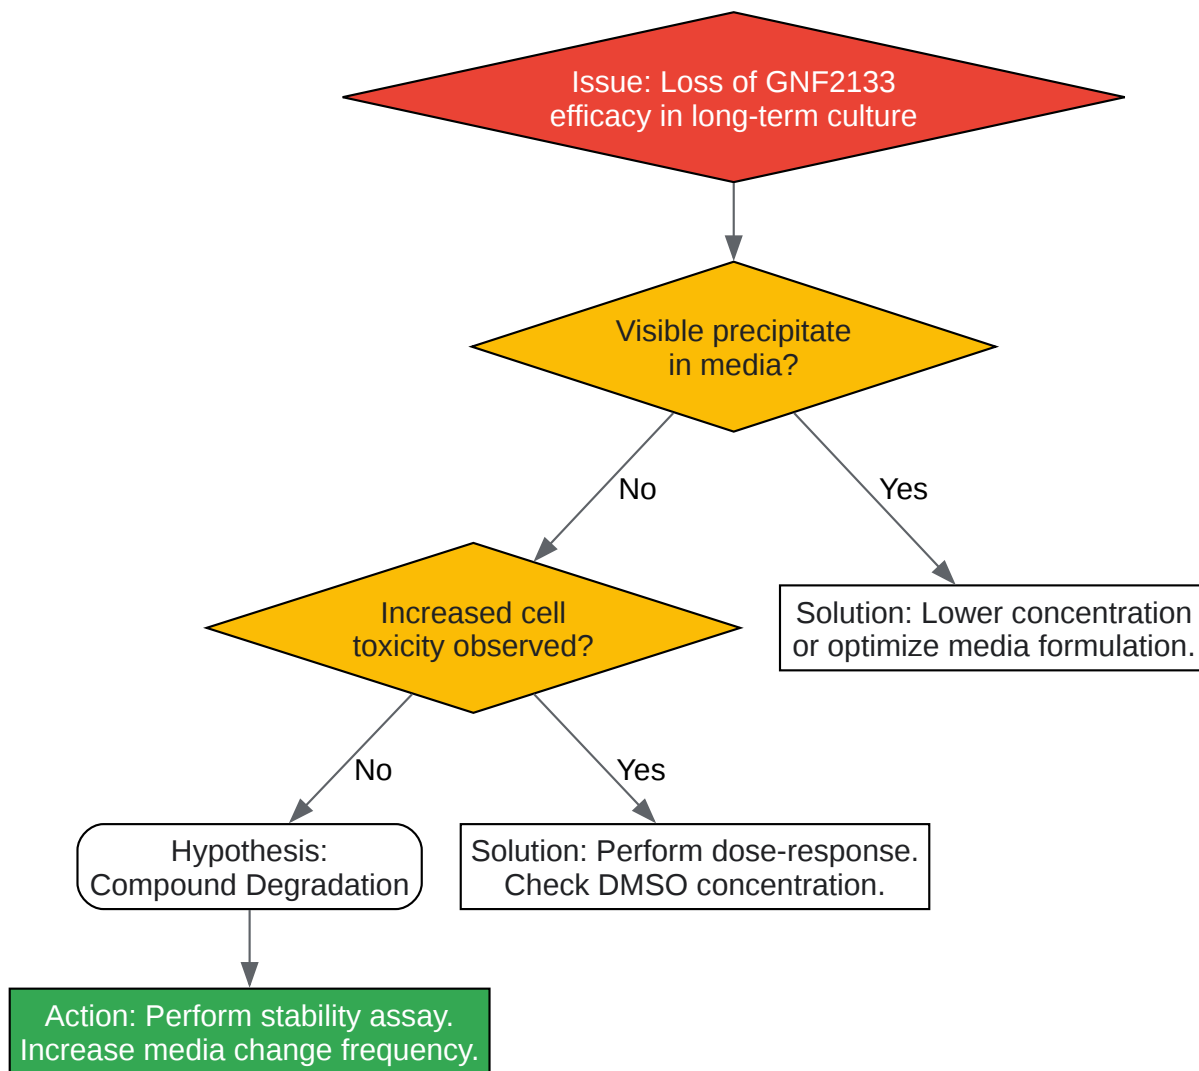 Issue: Loss of GNF2133
efficacy in long-term culture
Visible precipitate
in media?
No
Yes
Increased cell
toxicity observed?
Solution: Lower concentration
or optimize media formulation.
No
Yes
Hypothesis:
Compound Degradation
Solution: Perform dose-response.
Check DMSO concentration.
Action: Perform stability assay.
Increase media change frequency.